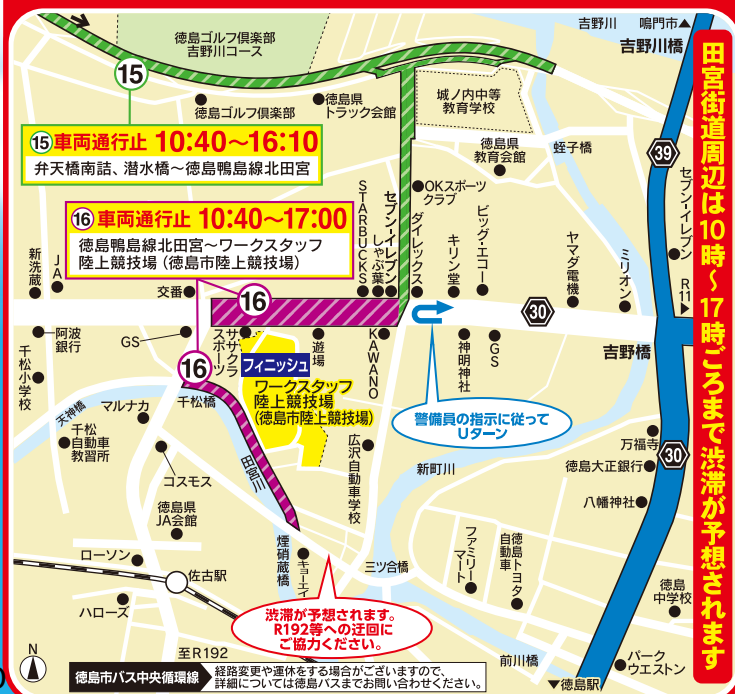 吉野川
鳴門市▲
吉野川橋
徳島ゴルフ倶楽部
吉野川コース
15
徳島ゴルフ倶楽部
徳島県
トラック会館
城ノ内中等
教育学校
徳島県
教育会館
蛭子橋
39
⑮車両通行止 10:40〜16:10
弁天橋南詰、潜水橋〜徳島鴨島線北田宮
⑯車両通行止 10:40〜17:00
徳島鴨島線北田宮〜ワークスタッフ
陸上競技場(徳島市陸上競技場)
田宮街道周辺は10時〜17時ごろまで渋滞が予想されます
OKスポーツ
クラブ
STARBUCKS
しゃぶ葉
セブン-イレブン
ダイレックス
キリン堂
ビッグ・エコー
ヤマダ電機
ミリオン
セブン-イレブン
R11▶
新洗蔵
JA
交番
16
30
阿波
銀行
GS
千松小学校
16
ササクラ
スポーツ
遊場
KAWANO
神明神社
GS
吉野橋
フィニッシュ
ワークスタッフ
陸上競技場
(徳島市陸上競技場)
警備員の指示に従って
Uターン
千松橋
天神橋
マルナカ
千松
自動車
教習所
コスモス
田宮川
広沢自動車学校
新町川
万福寺
30
徳島大正銀行
八幡神社
徳島県
JA会館
ローソン
佐古駅
ハローズ
煙硝蔵橋
キョーエイ
三ツ合橋
ファミリー
マート
徳島トヨタ
自動車
徳島
中学校
渋滞が予想されます。
R192等への迂回に
ご協力ください。
至R192
前川橋
パーク
ウエストン
▼徳島駅
N
徳島市バス中央循環線
経路変更や運休をする場合がございますので、
詳細については徳島バスまでお問い合わせください。